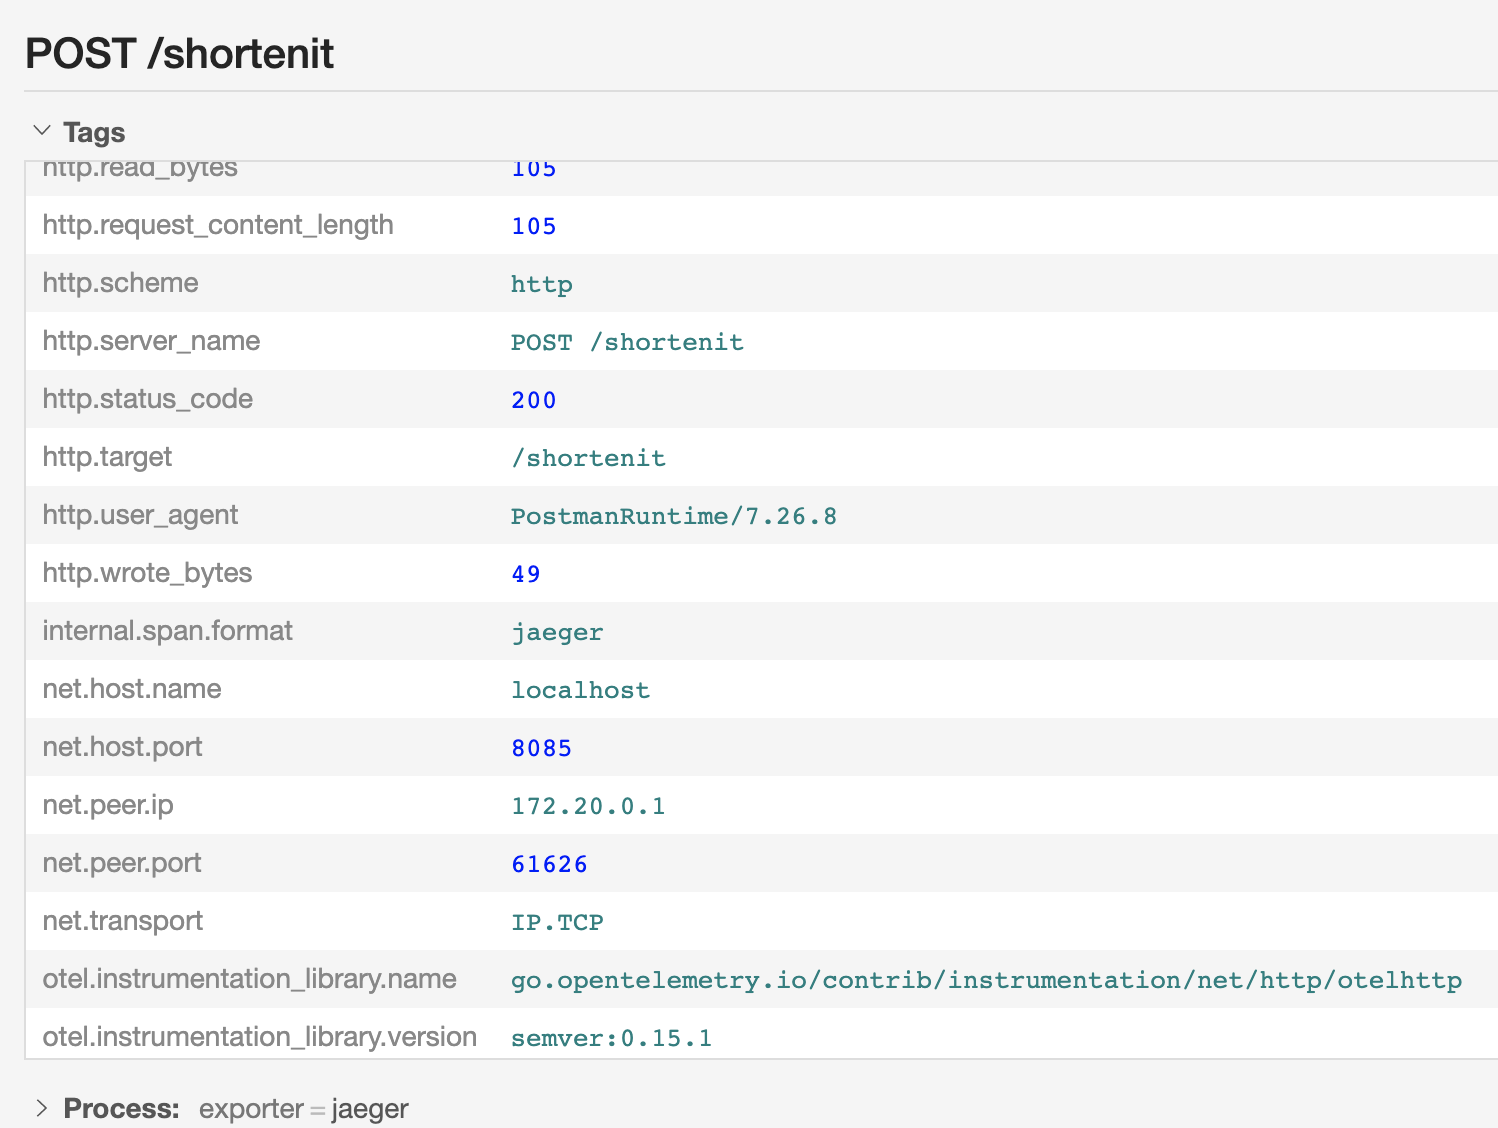 POST /shortenit
Tags
http.read_bytes 105
http.request_content_length 105
http.scheme http
http.server_name POST /shortenit
http.status_code 200
http.target /shortenit
http.user_agent PostmanRuntime/7.26.8
http.wrote_bytes 49
internal.span.format jaeger
net.host.name localhost
net.host.port 8085
net.peer.ip 172.20.0.1
net.peer.port 61626
net.transport IP.TCP
otel.instrumentation_library.name go.opentelemetry.io/contrib/instrumentation/net/http/otelhttp
otel.instrumentation_library.version semver:0.15.1
Process: exporter = jaeger